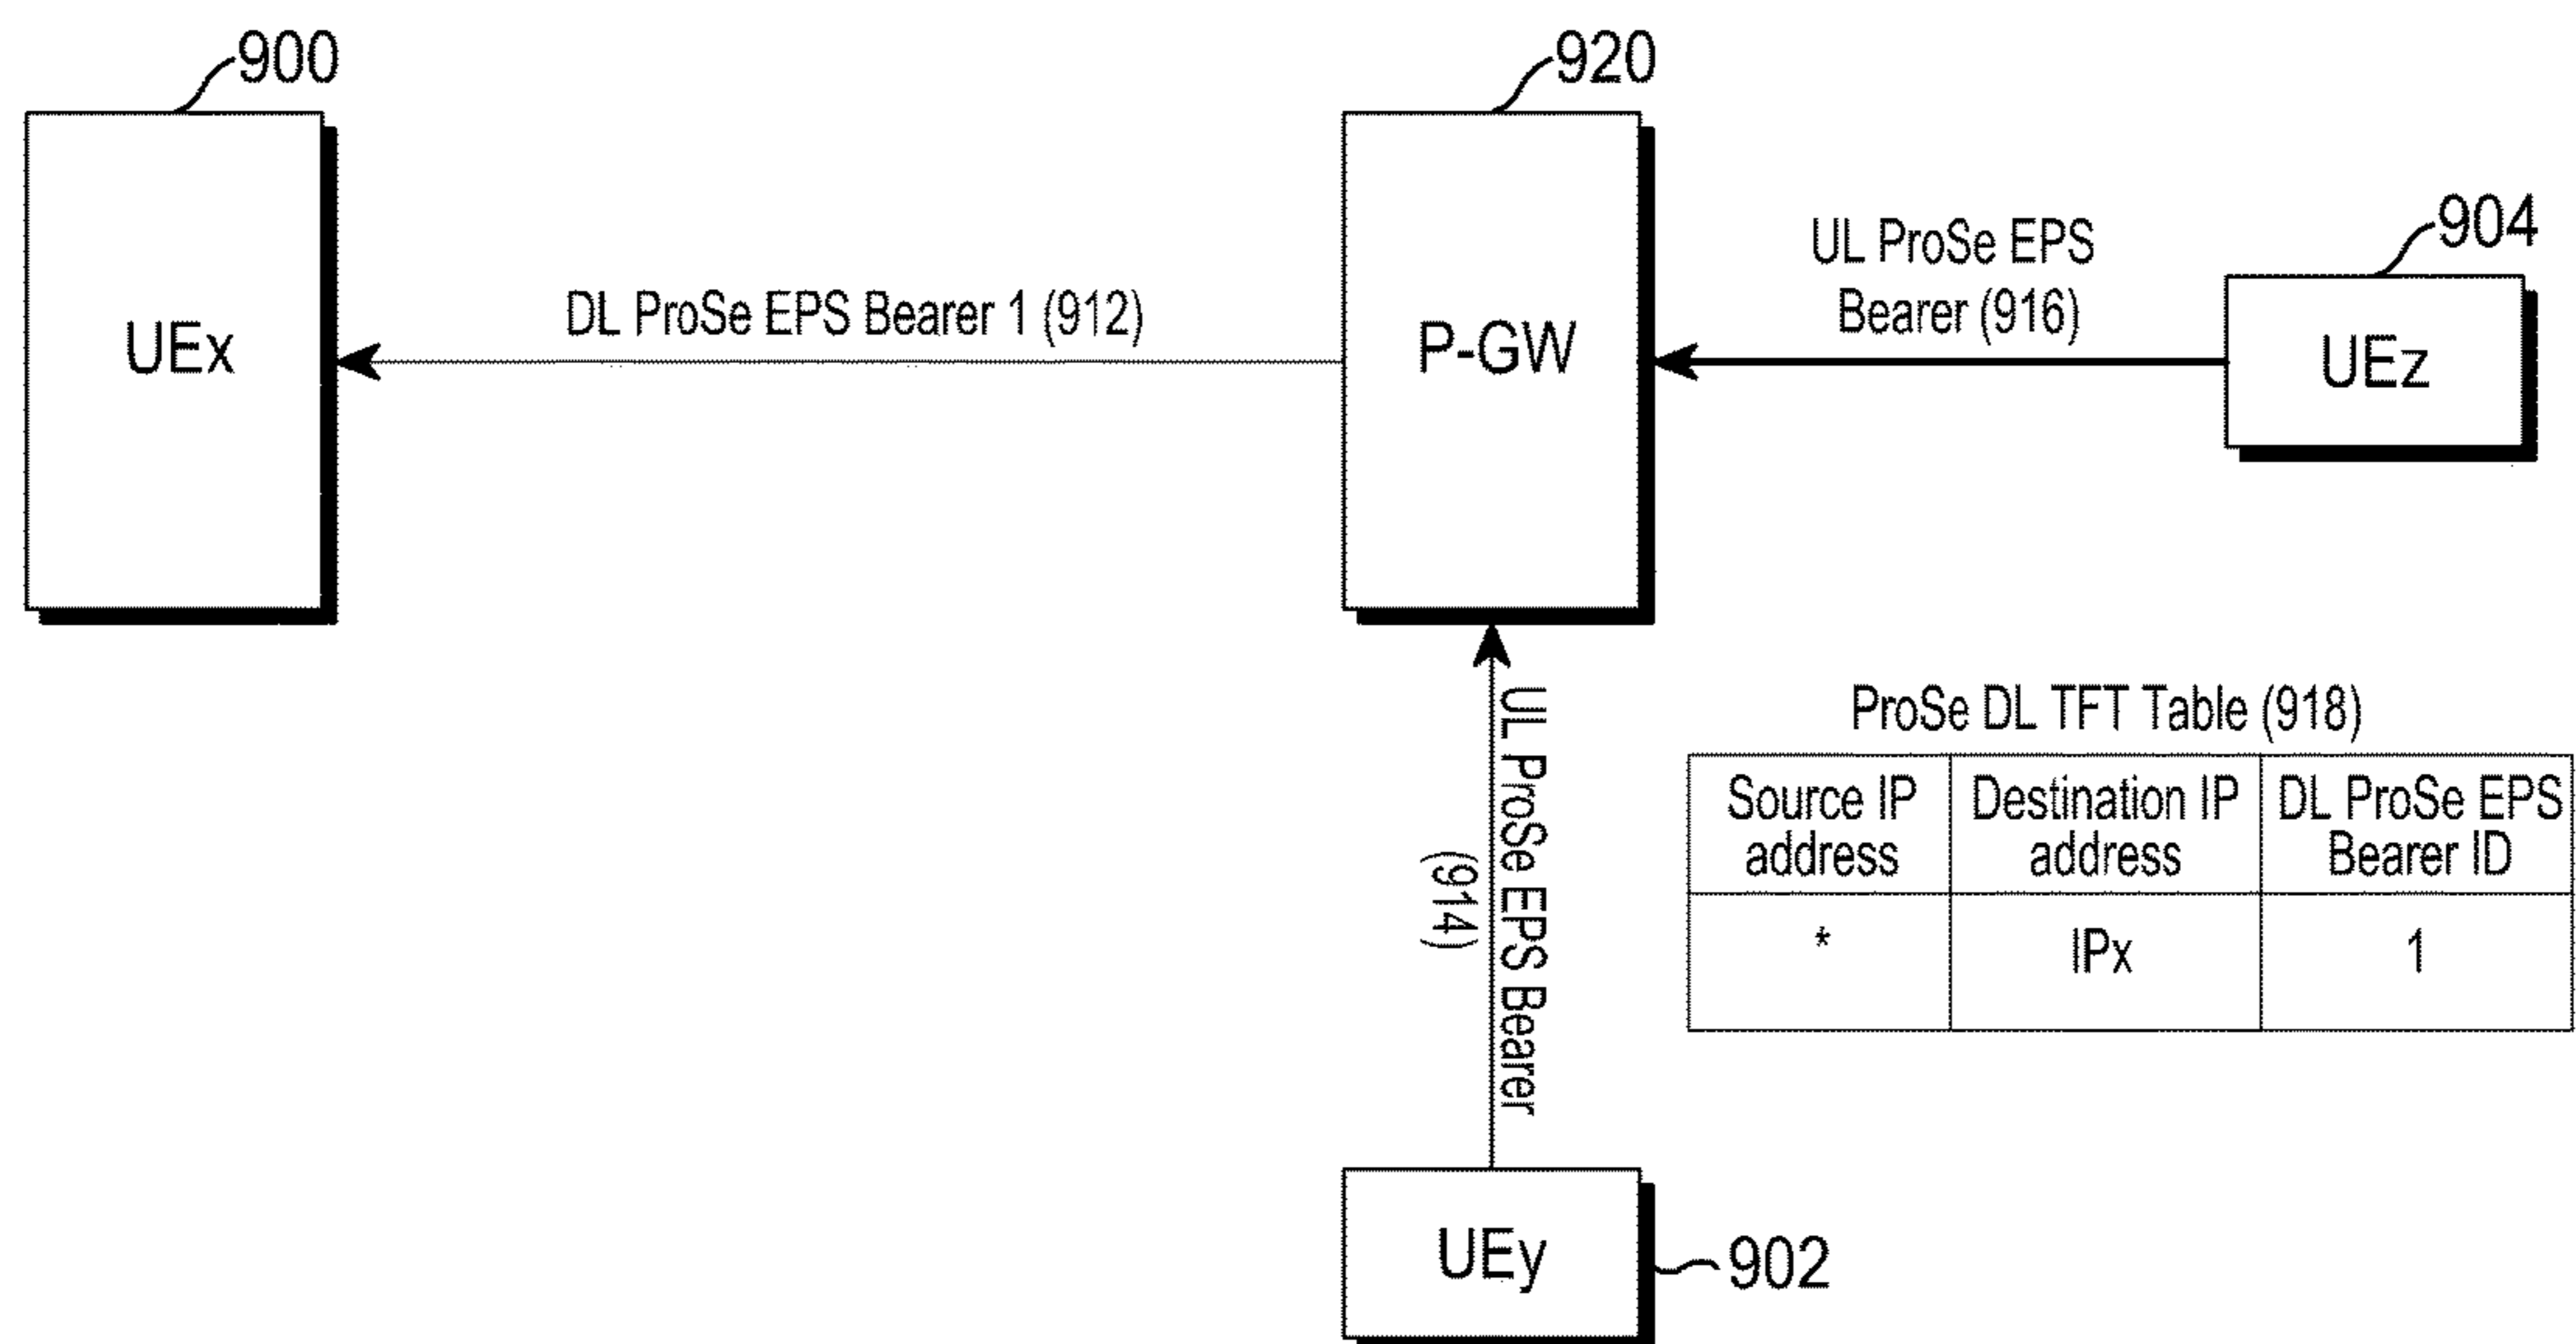 900
920
904
UEx
DL ProSe EPS Bearer 1 (912)
P-GW
UL ProSe EPS
Bearer (916)
UEz
UL ProSe EPS Bearer
(914)
ProSe DL TFT Table (918)
Source IP address Destination IP address DL ProSe EPS Bearer ID
* IPx 1
UEy
902